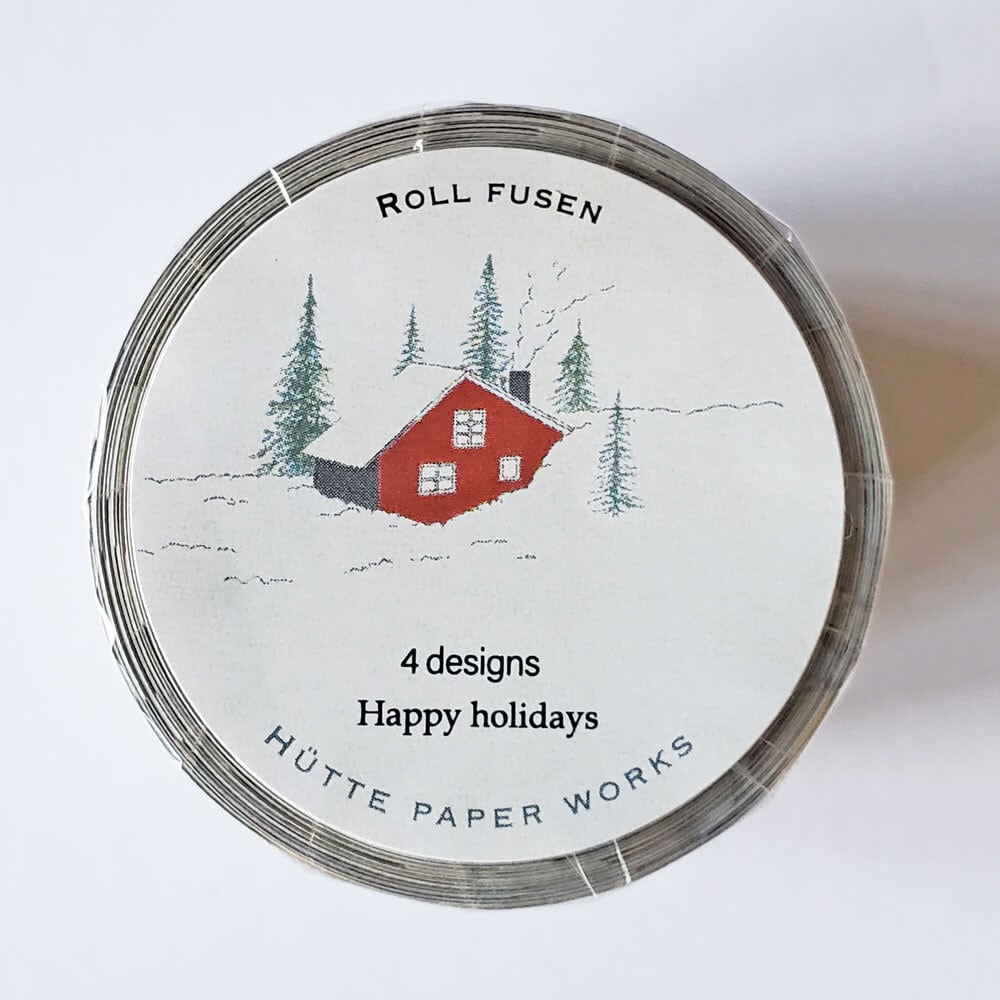 ROLL FUSEN
4 designs
Happy holidays
HÜTTE PAPER WORKS